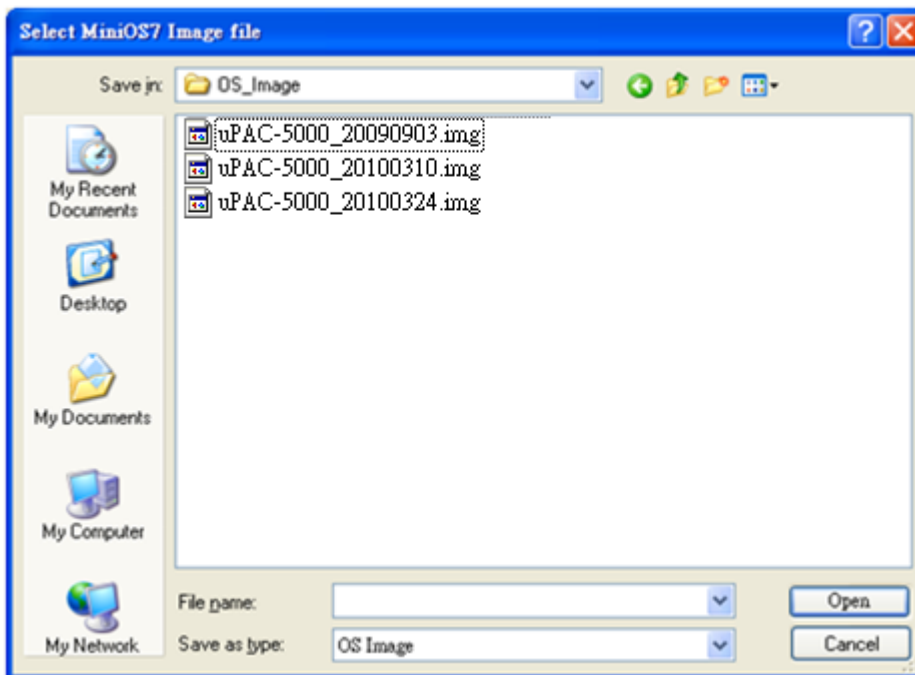 Select MiniOS7 Image file
Save in:
OS_Image
uPAC-5000_20090903.img
uPAC-5000_20100310.img
uPAC-5000_20100324.img
My Recent
Documents
Desktop
My Documents
My Computer
My Network
File name:
Open
Save as type:
OS Image
Cancel